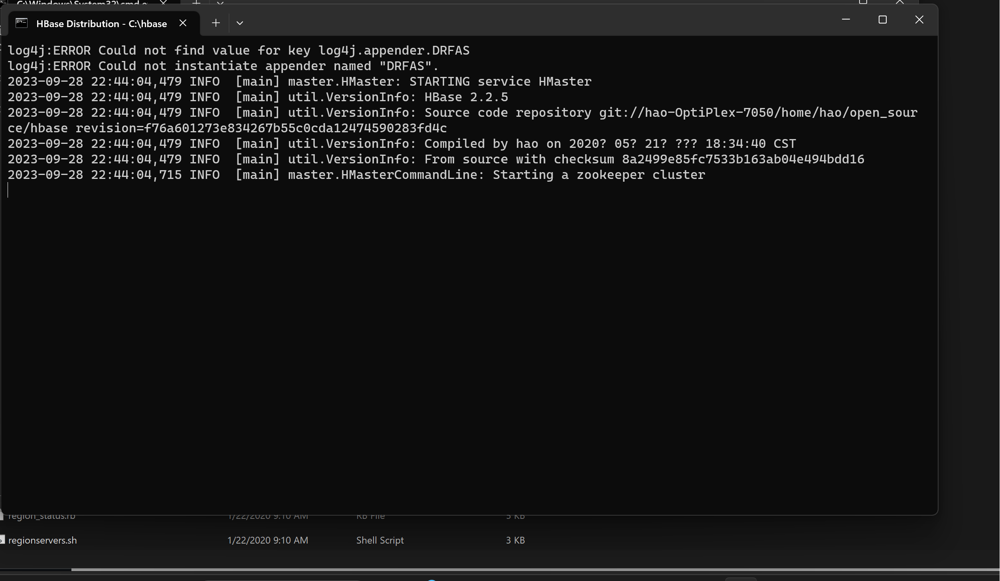 C:\Windows\System32\cmd.e
HBase Distribution - C:\hbase
log4j:ERROR Could not find value for key log4j.appender.DRFAS
log4j:ERROR Could not instantiate appender named "DRFAS".
2023-09-28 22:44:04,479 INFO  [main] master.HMaster: STARTING service HMaster
2023-09-28 22:44:04,479 INFO  [main] util.VersionInfo: HBase 2.2.5
2023-09-28 22:44:04,479 INFO  [main] util.VersionInfo: Source code repository git://hao-OptiPlex-7050/home/hao/open_sour
ce/hbase revision=f76a601273e834267b55c0cda12474590283fd4c
2023-09-28 22:44:04,479 INFO  [main] util.VersionInfo: Compiled by hao on 2020? 05? 21? ??? 18:34:40 CST
2023-09-28 22:44:04,479 INFO  [main] util.VersionInfo: From source with checksum 8a2499e85fc7533b163ab04e494bdd16
2023-09-28 22:44:04,715 INFO  [main] master.HMasterCommandLine: Starting a zookeeper cluster
region_status.rb 1/22/2020 9:10 AM RB File 5 KB
regionservers.sh 1/22/2020 9:10 AM Shell Script 3 KB